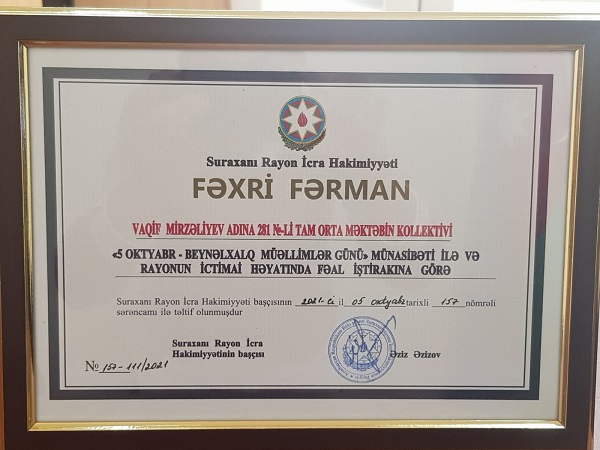 Suraxanı Rayon İcra Hakimiyyəti
FƏXRİ FƏRMAN
VAQİF MİRZƏLİYEV ADINA 281 №-Lİ TAM ORTA MƏKTƏBİN KOLLEKTİVİ
«5 OKTYABR - BEYNƏLXALQ MÜƏLLİMLƏR GÜNÜ» MÜNASİBƏTİ İLƏ VƏ
RAYONUN İCTİMAİ HƏYATINDA FƏAL İŞTİRAKINA GÖRƏ
Suraxanı Rayon İcra Hakimiyyəti başçısının 2021-ci il 05 oktyabr tarixli 157 nömrəli
sərəncamı ilə təltif olunmuşdur
Suraxanı Rayon İcra
Hakimiyyətinin başçısı Əziz Əzizov
№ 157-111/2021